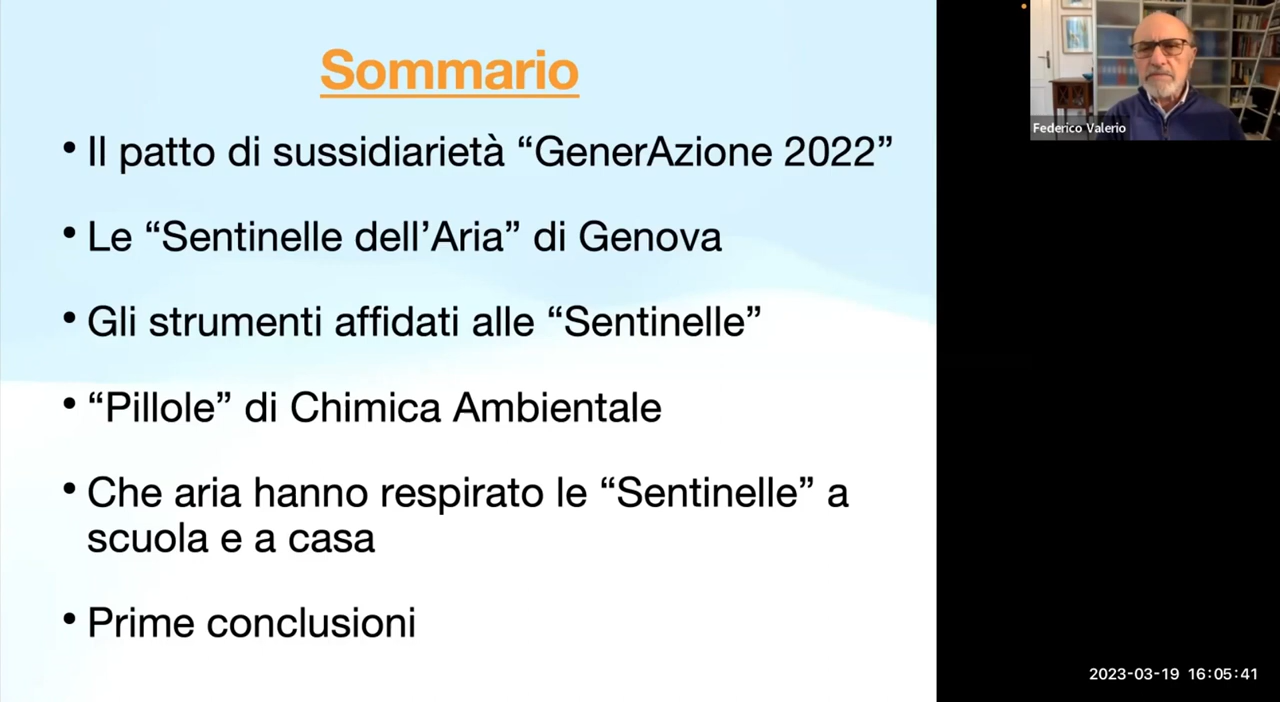 Sommario
• Il patto di sussidiarietà “GenerAzione 2022”
• Le “Sentinelle dell’Aria” di Genova
• Gli strumenti affidati alle “Sentinelle”
• “Pillole” di Chimica Ambientale
• Che aria hanno respirato le “Sentinelle” a
scuola e a casa
• Prime conclusioni
Federico Valerio
2023-03-19 16:05:41